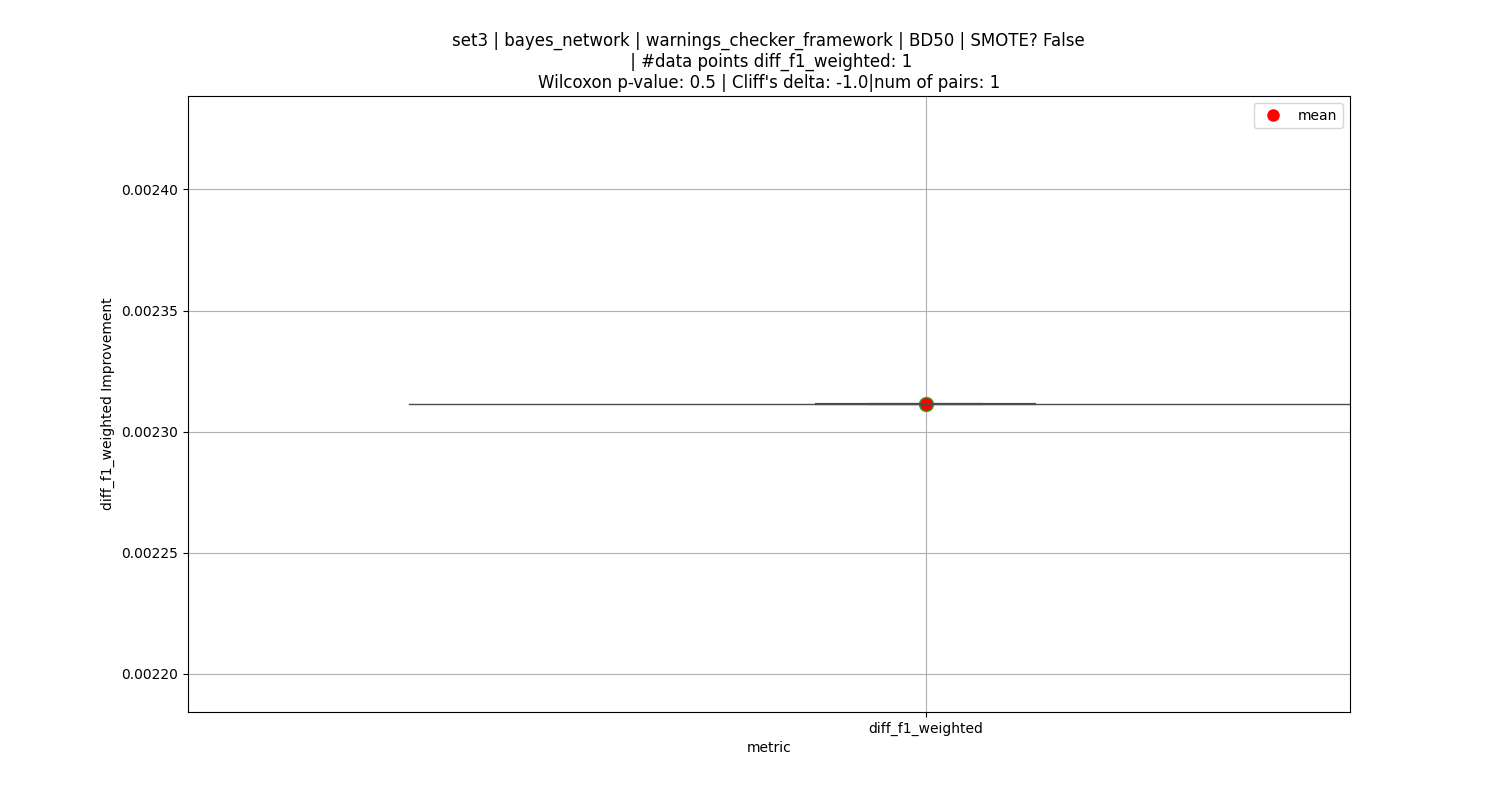 set3 | bayes_network | warnings_checker_framework | BD50 | SMOTE? False
| #data points diff_f1_weighted: 1
Wilcoxon p-value: 0.5 | Cliff's delta: -1.0|num of pairs: 1
mean
0.00240
0.00235
0.00230
0.00225
0.00220
diff_f1_weighted Improvement
diff_f1_weighted
metric